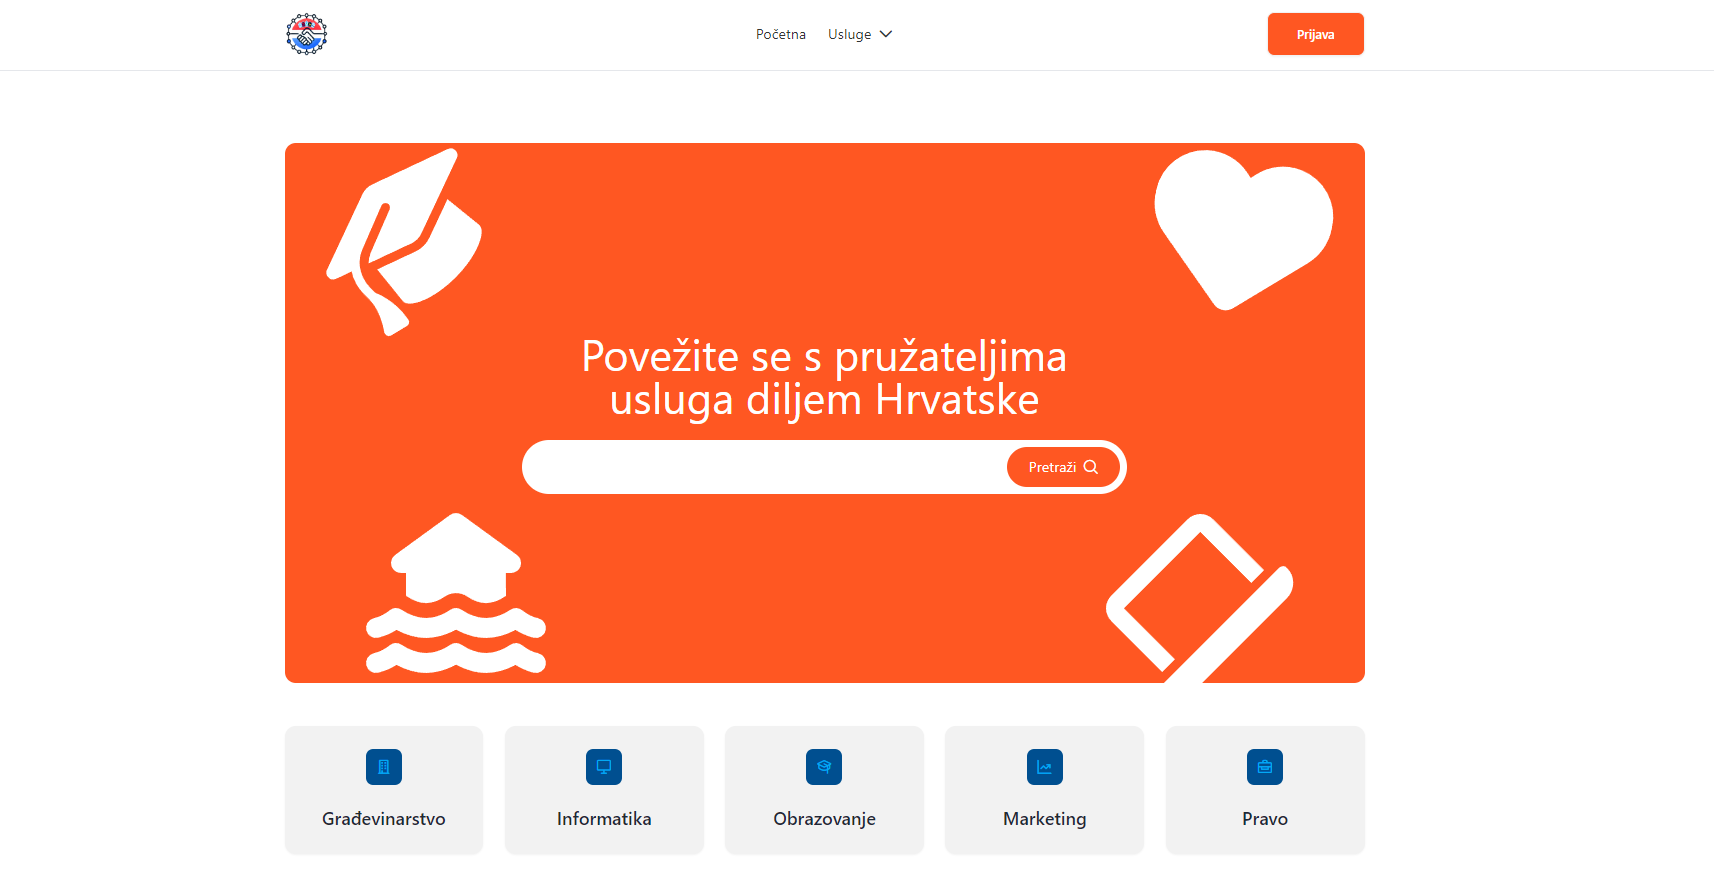 Početna
Usluge
Prijava
Povežite se s pružateljima
usluga diljem Hrvatske
Pretraži
Građevinarstvo
Informatika
Obrazovanje
Marketing
Pravo